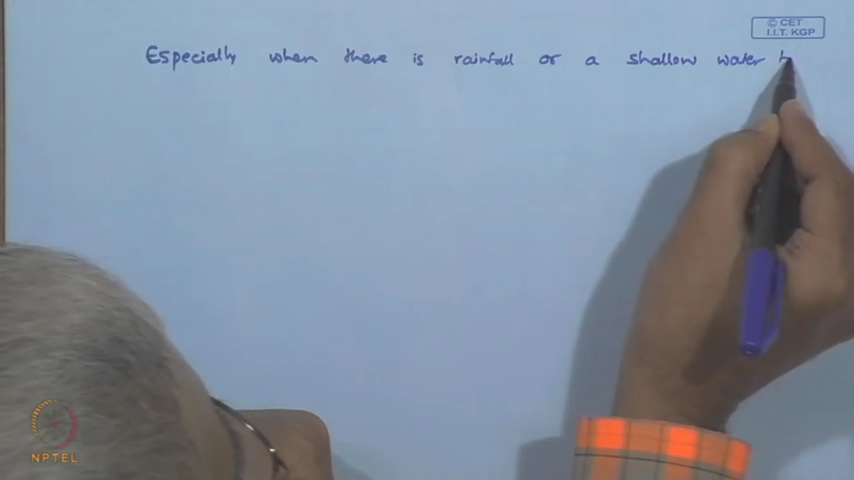 © CET
I.I.T. KGP
Especially when there is rainfall or a shallow water
NPTEL